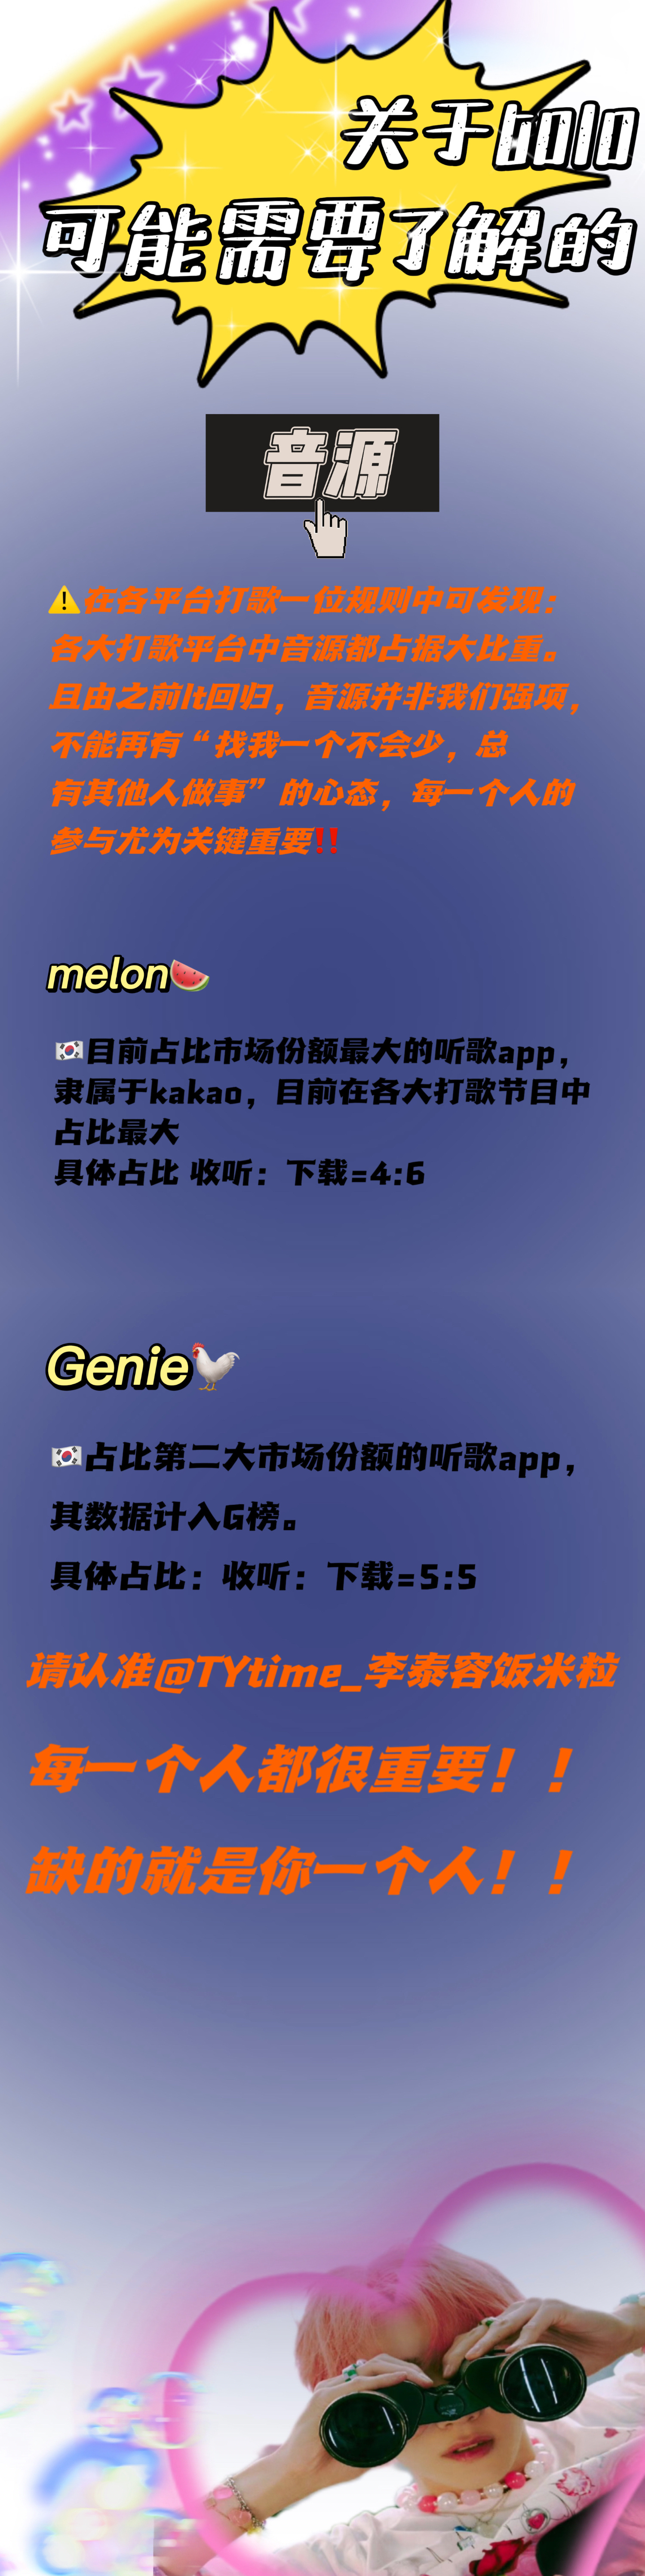 关于solo
可能需要了解的
音源
⚠️在各平台打歌一位规则中可发现：
各大打歌平台中音源都占据大比重。
且由之前lt回归，音源并非我们强项，
不能再有“找我一个不会少，总
有其他人做事”的心态，每一个人的
参与尤为关键重要‼️
melon🍉
🇰🇷目前占比市场份额最大的听歌app，
隶属于kakao，目前在各大打歌节目中
占比最大
具体占比 收听：下载=4:6
Genie🐓
🇰🇷占比第二大市场份额的听歌app，
其数据计入G榜。
具体占比：收听：下载=5:5
请认准@TYtime_李泰容饭米粒
每一个人都很重要！！
缺的就是你一个人！！